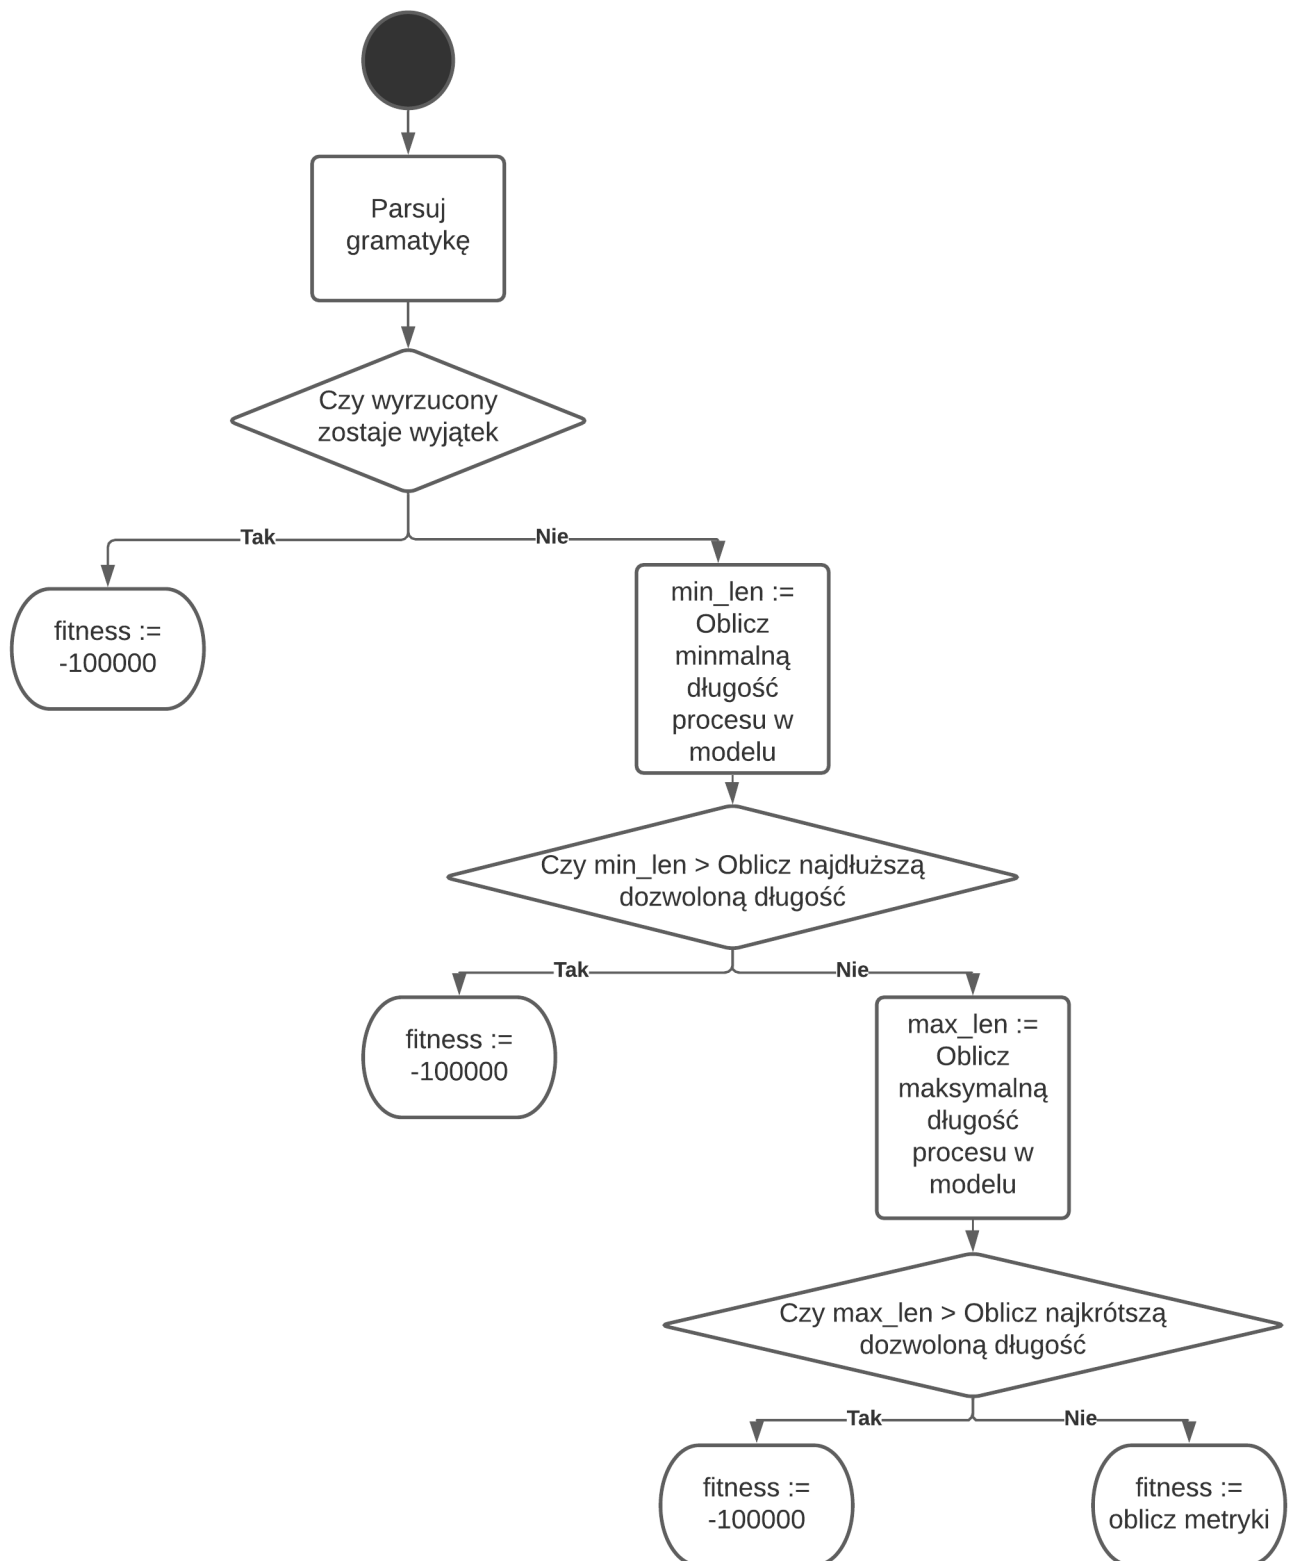 Parsuj
gramatykę
Czy wyrzucony
zostaje wyjątek
Tak
Nie
fitness :=
-100000
min_len :=
Oblicz
minmalną
długość
procesu w
modelu
Czy min_len > Oblicz najdłuższą
dozwoloną długość
Tak
Nie
fitness :=
-100000
max_len :=
Oblicz
maksymalną
długość
procesu w
modelu
Czy max_len > Oblicz najkrótszą
dozwoloną długość
Tak
Nie
fitness :=
-100000
fitness :=
oblicz metryki